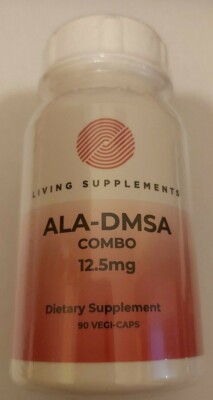 LIVING SUPPLEMENTS
ALA-DMSA
COMBO
12.5mg
Dietary Supplement
90 VEGI-CAPS